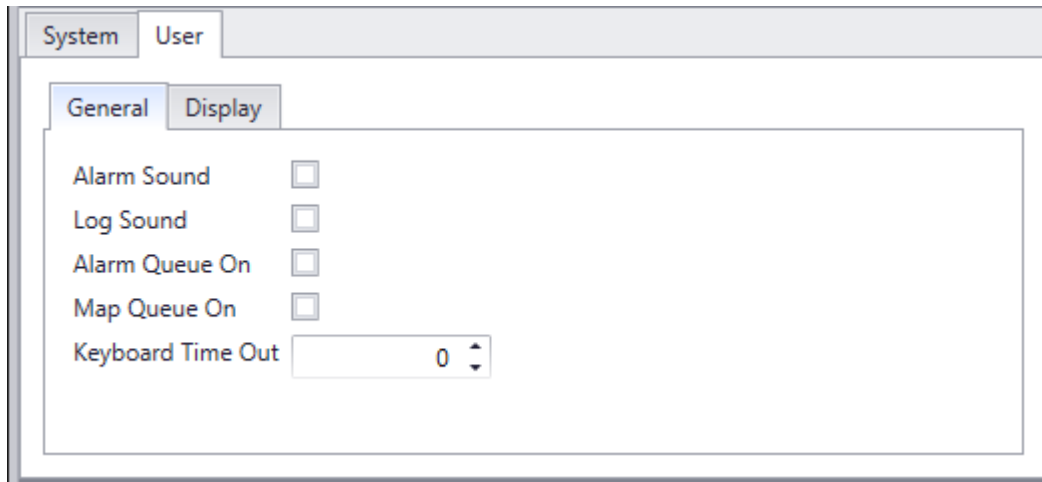 System User
General Display
Alarm Sound
Log Sound
Alarm Queue On
Map Queue On
Keyboard Time Out 0